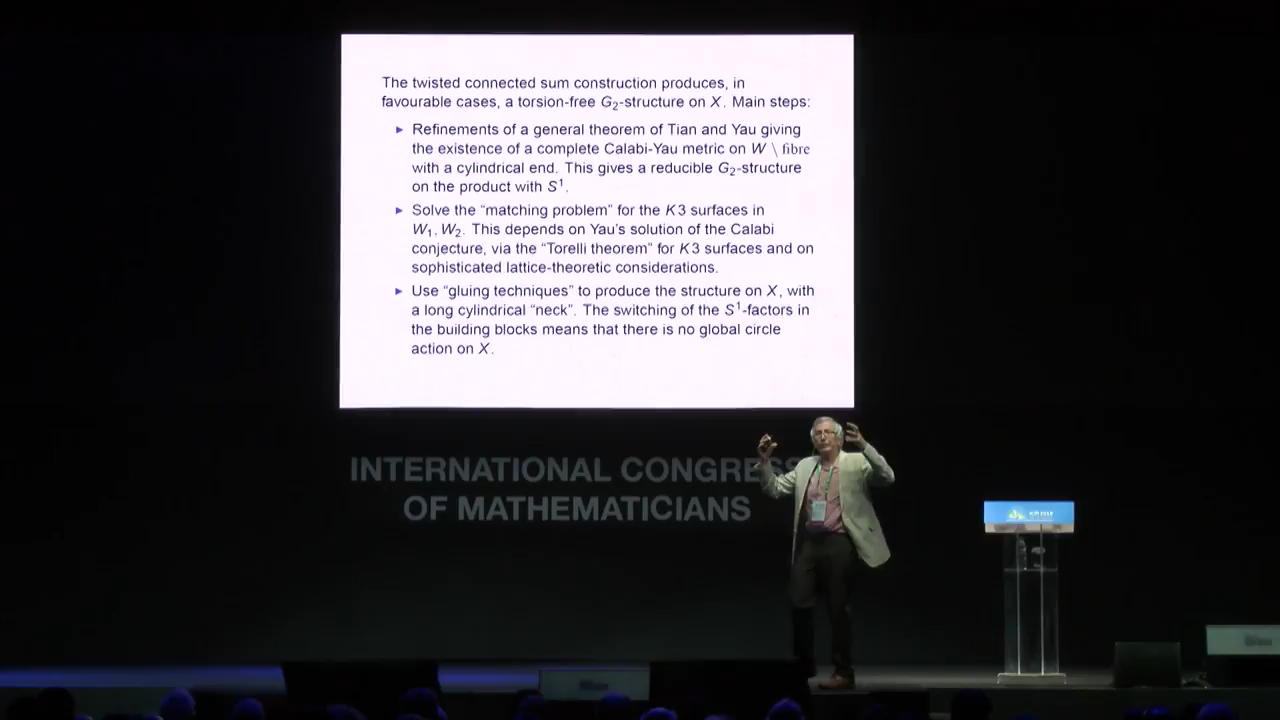 The twisted connected sum construction produces, in
favourable cases, a torsion-free G₂-structure on X. Main steps:
▶ Refinements of a general theorem of Tian and Yau giving
the existence of a complete Calabi-Yau metric on W \ fibre
with a cylindrical end. This gives a reducible G₂-structure
on the product with S¹.
▶ Solve the “matching problem” for the K3 surfaces in
W₁, W₂. This depends on Yau’s solution of the Calabi
conjecture, via the “Torelli theorem” for K3 surfaces and on
sophisticated lattice-theoretic considerations.
▶ Use “gluing techniques” to produce the structure on X, with
a long cylindrical “neck”. The switching of the S¹-factors in
the building blocks means that there is no global circle
action on X.
INTERNATIONAL CONGRESS
OF MATHEMATICIANS